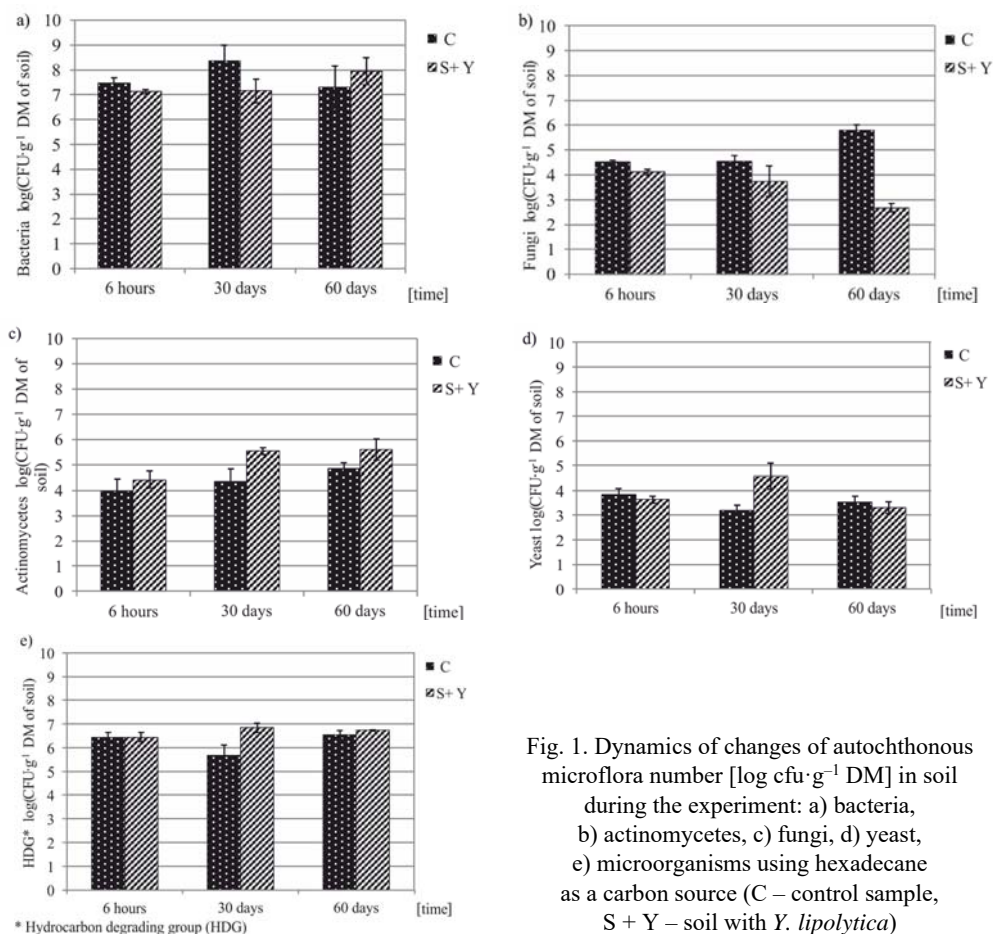 a)
Bacteria log(CFU·g¹ DM of soil)
10
9
8
7
6
5
4
3
2
1
0
6 hours 30 days 60 days [time]
C
S+ Y
b)
Fungi log(CFU·g¹ DM of soil)
10
9
8
7
6
5
4
3
2
1
0
6 hours 30 days 60 days [time]
C
S+Y
c)
Actinomycetes log(CFU·g¹ DM of
soil)
10
9
8
7
6
5
4
3
2
1
0
6 hours 30 days 60 days [time]
C
S+ Y
d)
Yeast log(CFU·g¹ DM of soil)
10
9
8
7
6
5
4
3
2
1
0
6 hours 30 days 60 days [time]
C
S+ Y
e)
HDG* log(CFU·g¹ DM of soil)
10
9
8
7
6
5
4
3
2
1
0
6 hours 30 days 60 days [time]
C
S+ Y
* Hydrocarbon degrading group (HDG)
Fig. 1. Dynamics of changes of autochthonous
microflora number [log cfu·g⁻¹ DM] in soil
during the experiment: a) bacteria,
b) actinomycetes, c) fungi, d) yeast,
e) microorganisms using hexadecane
as a carbon source (C – control sample,
S + Y – soil with Y. lipolytica)